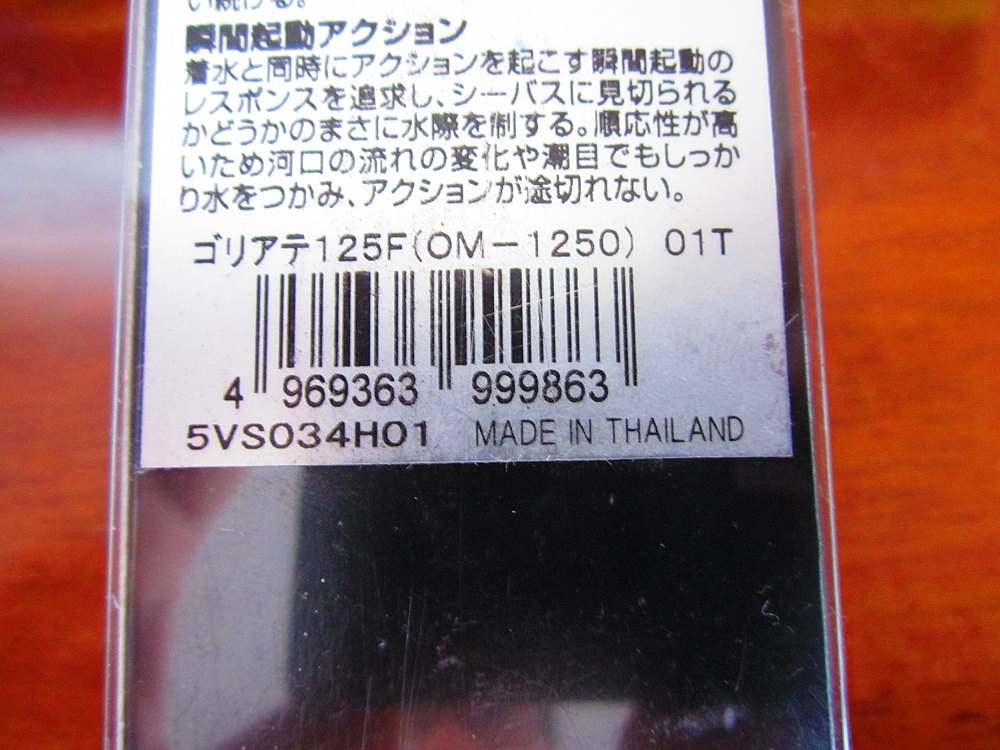 い続ける。
瞬間起動アクション
着水と同時にアクションを起こす瞬間起動の
レスポンスを追求し、シーバスに見切られる
かどうかのまさに水際を制する。順応性が高
いため河口の流れの変化や潮目でもしっか
り水をつかみ、アクションが途切れない。
ゴリアテ125F(OM-1250) 01T
4 969363 999863
5VS034H01 MADE IN THAILAND